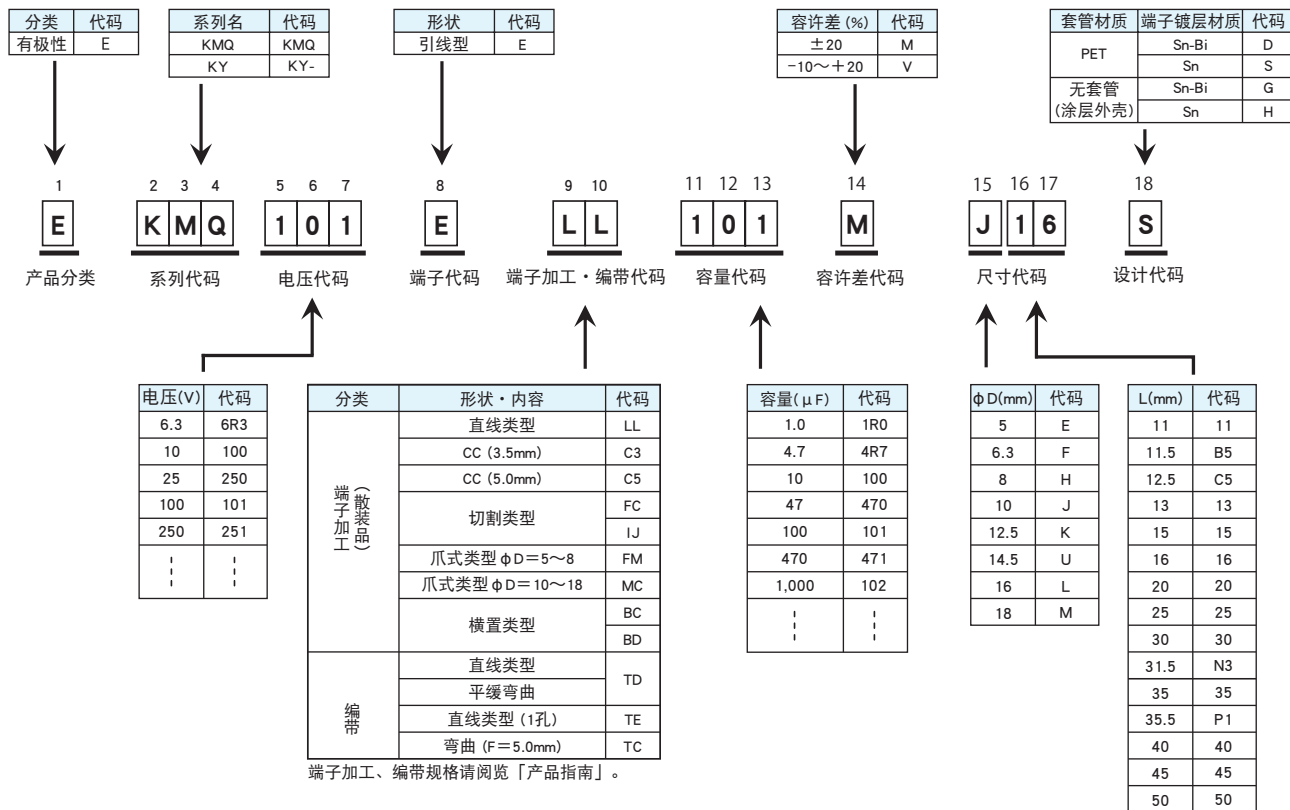 分类 代码
有极性 E
系列名 代码
KMQ KMQ
KY KY-
形状 代码
引线型 E
容许差 (%) 代码
±20 M
-10～+20 V
套管材质 端子镀层材质 代码
PET Sn-Bi D
Sn S
无套管 (涂层外壳) Sn-Bi G
Sn H
1 2 3 4 5 6 7 8 9 10 11 12 13 14 15 16 17 18
E K M Q 1 0 1 E L L 1 0 1 M J 1 6 S
产品分类 系列代码 电压代码 端子代码 端子加工・编带代码 容量代码 容许差代码 尺寸代码 设计代码
电压(V) 代码
6.3 6R3
10 100
25 250
100 101
250 251
分类 形状・内容 代码
端子加工 (散装品)
直线类型 LL
CC (3.5mm) C3
CC (5.0mm) C5
切割类型 FC
IJ
爪式类型 φD=5～8 FM
爪式类型 φD=10～18 MC
横置类型 BC
BD
编带
直线类型 TD
平缓弯曲
直线类型 (1孔) TE
弯曲 (F=5.0mm) TC
端子加工、编带规格请阅览「产品指南」。
容量(μF) 代码
1.0 1R0
4.7 4R7
10 100
47 470
100 101
470 471
1,000 102
φD(mm) 代码
5 E
6.3 F
8 H
10 J
12.5 K
14.5 U
16 L
18 M
L(mm) 代码
11 11
11.5 B5
12.5 C5
13 13
15 15
16 16
20 20
25 25
30 30
31.5 N3
35 35
35.5 P1
40 40
45 45
50 50